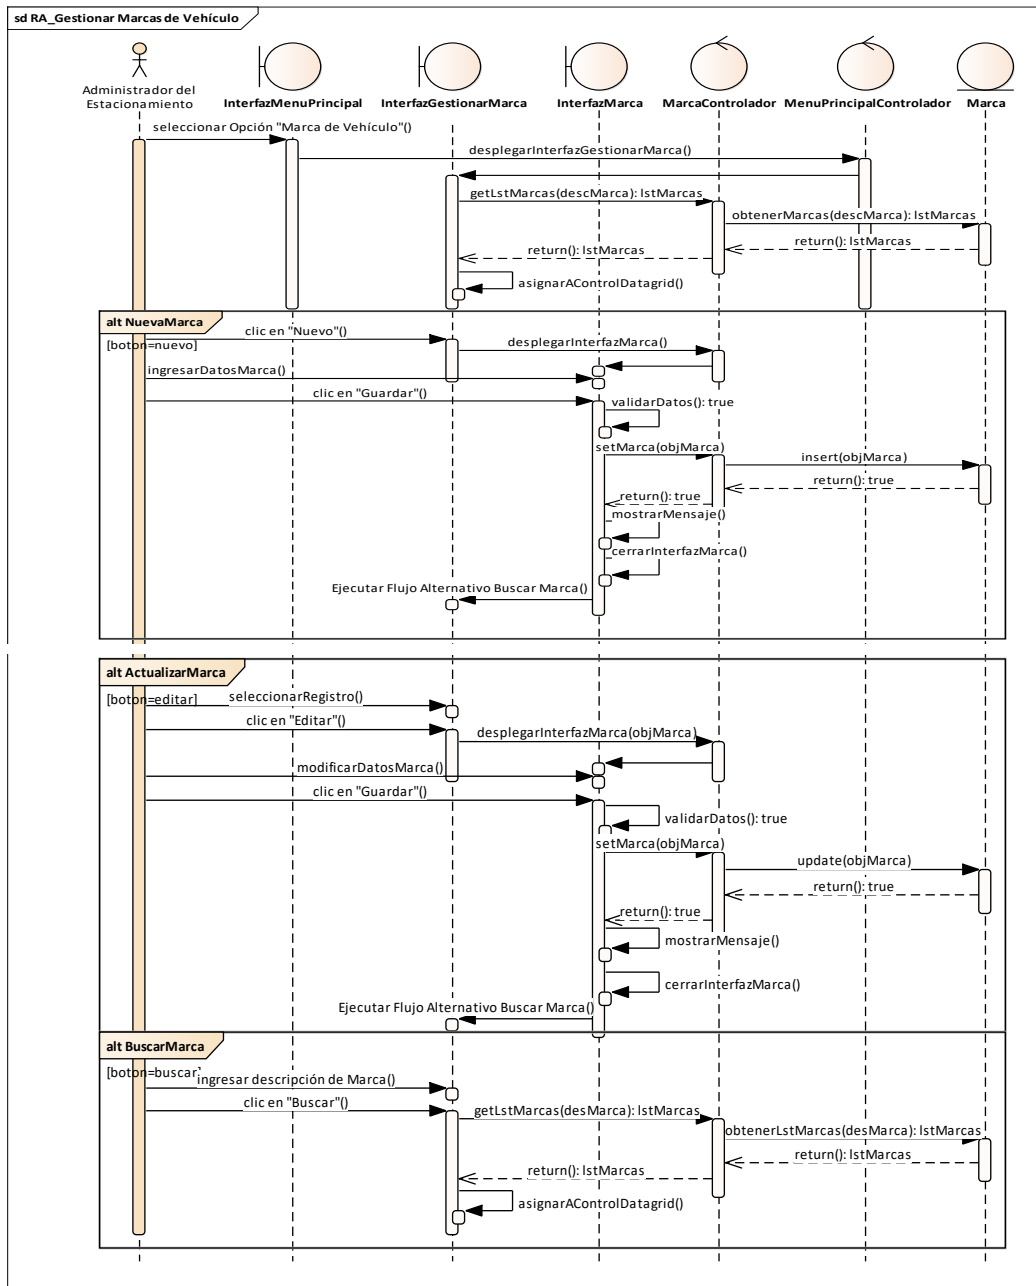 sd RA_Gestionar Marcas de Vehículo
Administrador del
Estacionamiento
InterfazMenuPrincipal
InterfazGestionarMarca
InterfazMarca
MarcaControlador
MenuPrincipalControlador
Marca
seleccionar Opción "Marca de Vehículo"()
desplegarInterfazGestionarMarca()
getLstMarcas(descMarca): lstMarcas
obtenerMarcas(descMarca): lstMarcas
return(): lstMarcas
return(): lstMarcas
asignarAControlDatagrid()
alt NuevaMarca
[boton=nuevo]
clic en "Nuevo"()
desplegarInterfazMarca()
ingresarDatosMarca()
clic en "Guardar"()
validarDatos(): true
setMarca(objMarca)
insert(objMarca)
return(): true
return(): true
mostrarMensaje()
cerrarInterfazMarca()
Ejecutar Flujo Alternativo Buscar Marca()
alt ActualizarMarca
[boton=editar]
seleccionarRegistro()
clic en "Editar"()
desplegarInterfazMarca(objMarca)
modificarDatosMarca()
clic en "Guardar"()
validarDatos(): true
setMarca(objMarca)
update(objMarca)
return(): true
return(): true
mostrarMensaje()
cerrarInterfazMarca()
Ejecutar Flujo Alternativo Buscar Marca()
alt BuscarMarca
[boton=buscar]
ingresar descripción de Marca()
clic en "Buscar"()
getLstMarcas(desMarca): lstMarcas
obtenerLstMarcas(desMarca): lstMarcas
return(): lstMarcas
return(): lstMarcas
asignarAControlDatagrid()